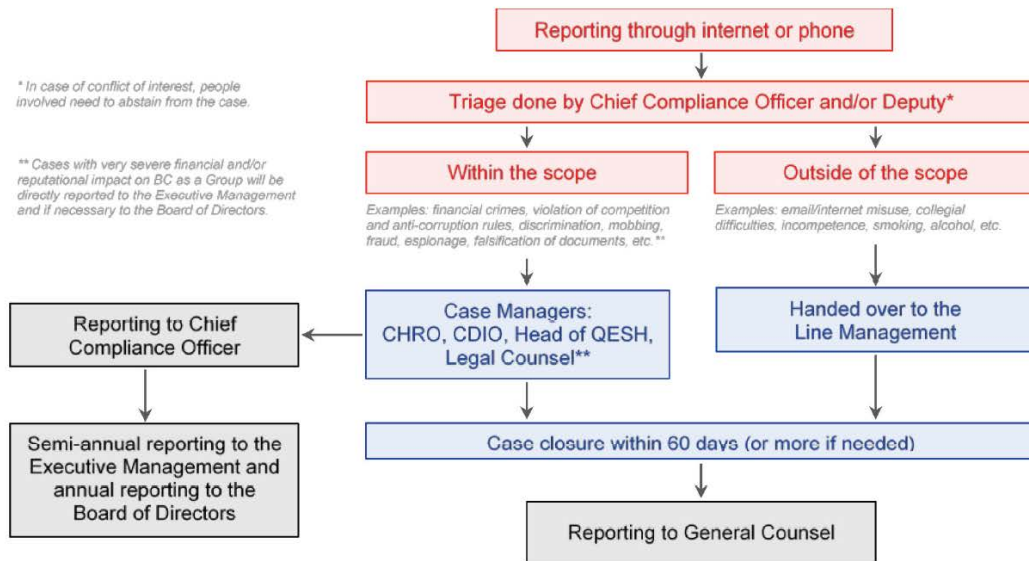 Reporting through internet or phone
* In case of conflict of interest, people
involved need to abstain from the case.
Triage done by Chief Compliance Officer and/or Deputy*
** Cases with very severe financial and/or
reputational impact on BC as a Group will be
directly reported to the Executive Management
and if necessary to the Board of Directors.
Within the scope
Outside of the scope
Examples: financial crimes, violation of competition
and anti-corruption rules, discrimination, mobbing,
fraud, espionage, falsification of documents, etc.**
Examples: email/internet misuse, collegial
difficulties, incompetence, smoking, alcohol, etc.
Reporting to Chief
Compliance Officer
Case Managers:
CHRO, CDIO, Head of QESH,
Legal Counsel**
Handed over to the
Line Management
Semi-annual reporting to the
Executive Management and
annual reporting to the
Board of Directors
Case closure within 60 days (or more if needed)
Reporting to General Counsel